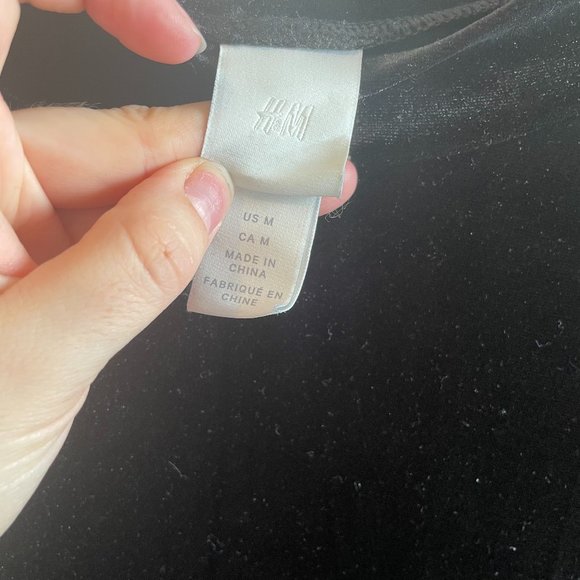 H&M
US M
CA M
MADE IN
CHINA
FABRIQUÉ EN
CHINE